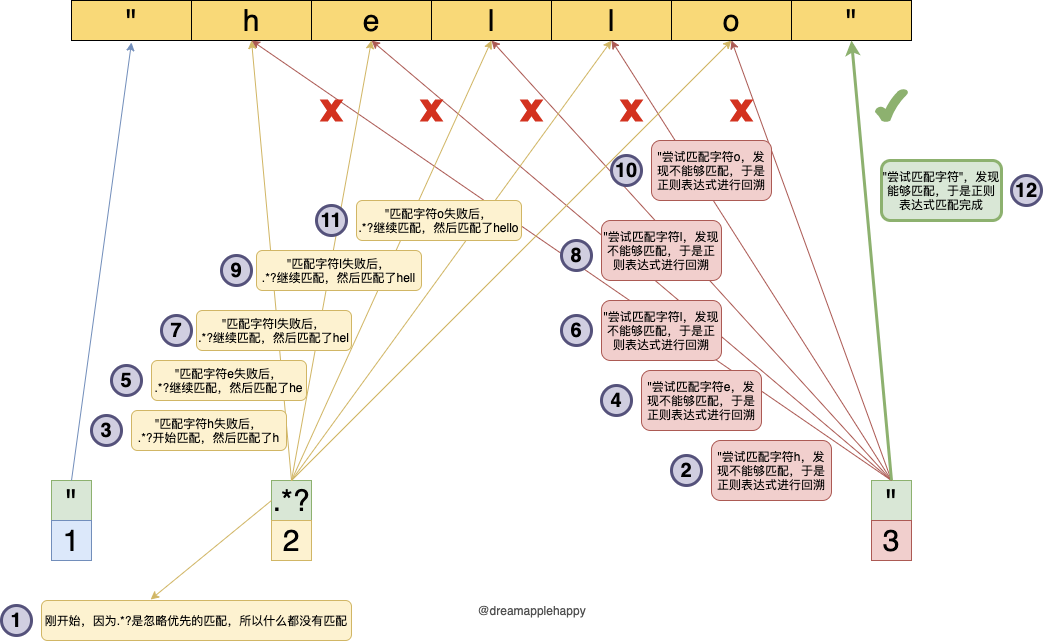 " h e l l o "
"尝试匹配字符o，发
现不能够匹配，于是
正则表达式进行回溯
10
"尝试匹配字符"，发现
能够匹配，于是正则
表达式匹配完成
12
11
"匹配字符o失败后，
.*?继续匹配，然后匹配了hello
8
"尝试匹配字符l，发现
不能够匹配，于是正
则表达式进行回溯
9
"匹配字符l失败后，
.*?继续匹配，然后匹配了hell
7
"匹配字符l失败后，
.*?继续匹配，然后匹配了hel
6
"尝试匹配字符l，发现
不能够匹配，于是正
则表达式进行回溯
5
"匹配字符e失败后，
.*?继续匹配，然后匹配了he
4
"尝试匹配字符e，发
现不能够匹配，于是
正则表达式进行回溯
3
"匹配字符h失败后，
.*?开始匹配，然后匹配了h
2
"尝试匹配字符h，发
现不能够匹配，于是
正则表达式进行回溯
" .*? "
1 2 3
1
刚开始，因为.*?是忽略优先的匹配，所以什么都没有匹配
@dreamapplehappy